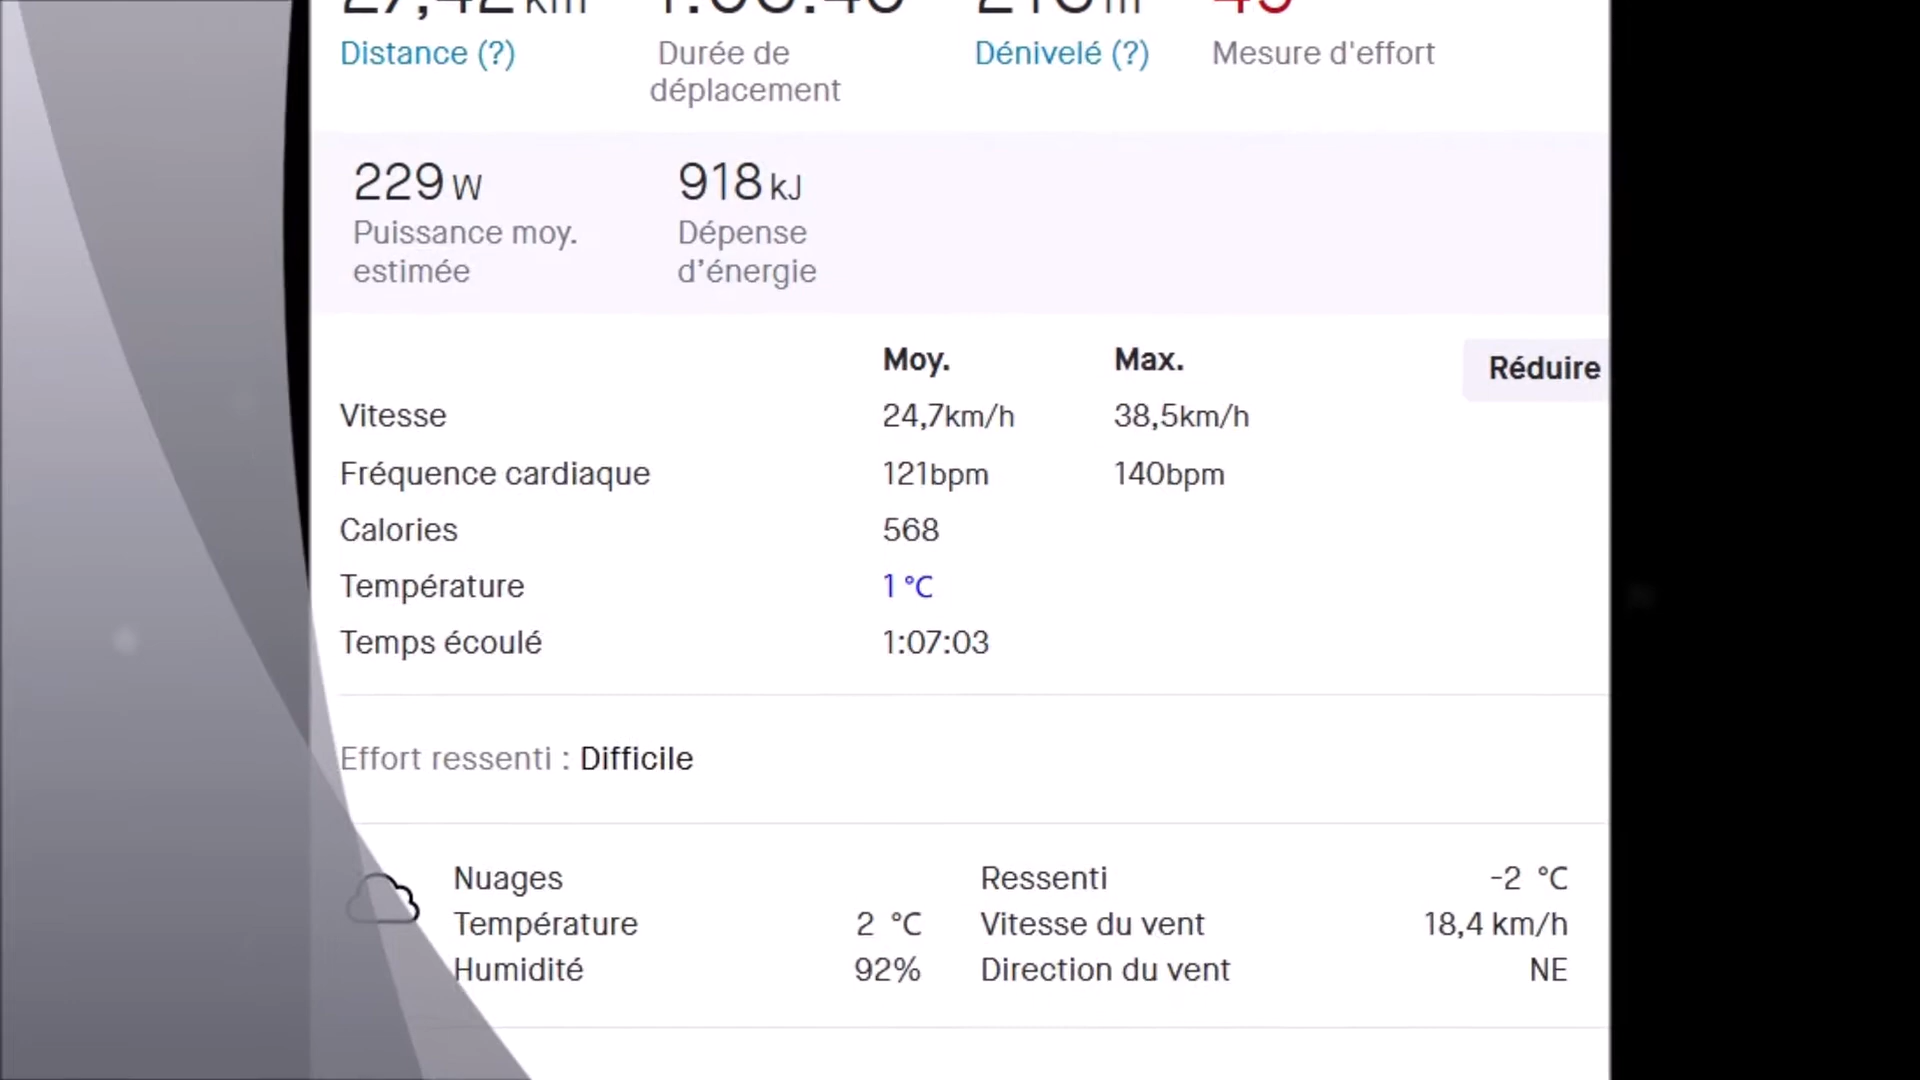 km m
Distance (?) Durée de déplacement Dénivelé (?) Mesure d'effort
229 W 918 kJ
Puissance moy. estimée Dépense d’énergie
Moy. Max. Réduire
Vitesse 24,7km/h 38,5km/h
Fréquence cardiaque 121bpm 140bpm
Calories 568
Température 1 °C
Temps écoulé 1:07:03
Effort ressenti : Difficile
Nuages Ressenti -2 °C
Température 2 °C Vitesse du vent 18,4 km/h
Humidité 92% Direction du vent NE